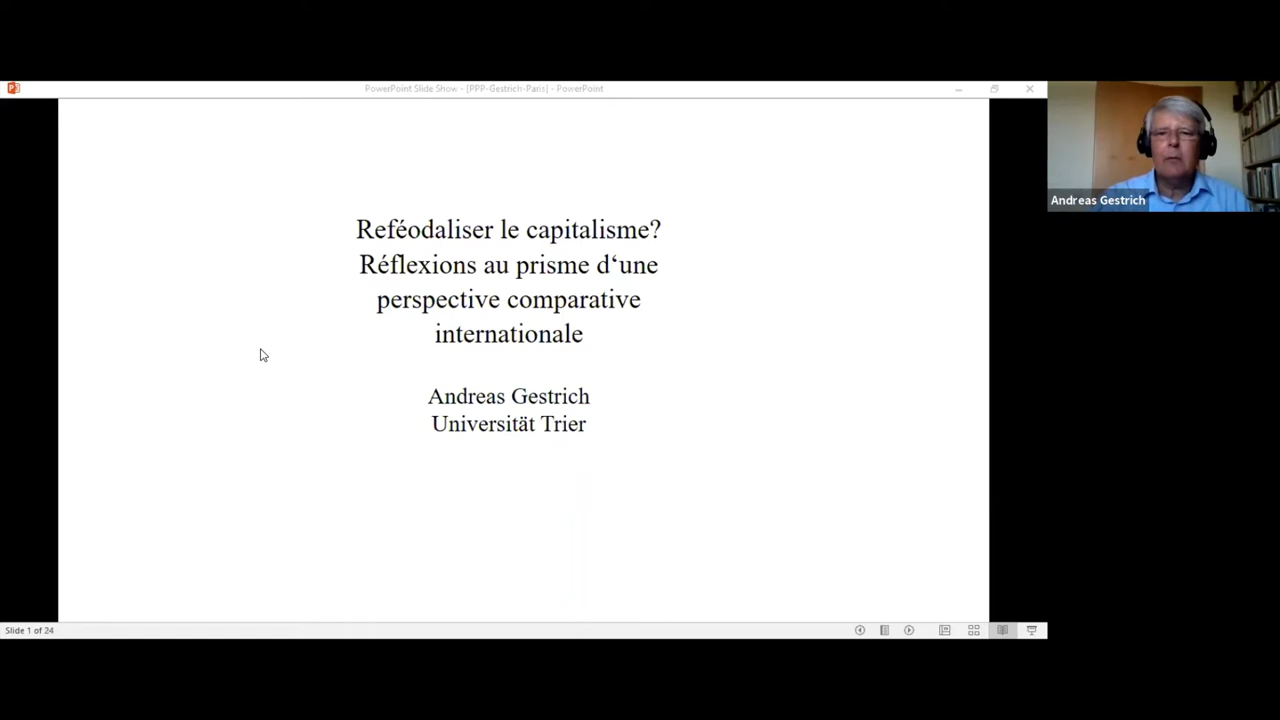 PowerPoint Slide Show - [PPP-Gestrich-Paris] - PowerPoint
Reféodaliser le capitalisme?
Réflexions au prisme d‘une
perspective comparative
internationale
Andreas Gestrich
Universität Trier
Andreas Gestrich
Slide 1 of 24